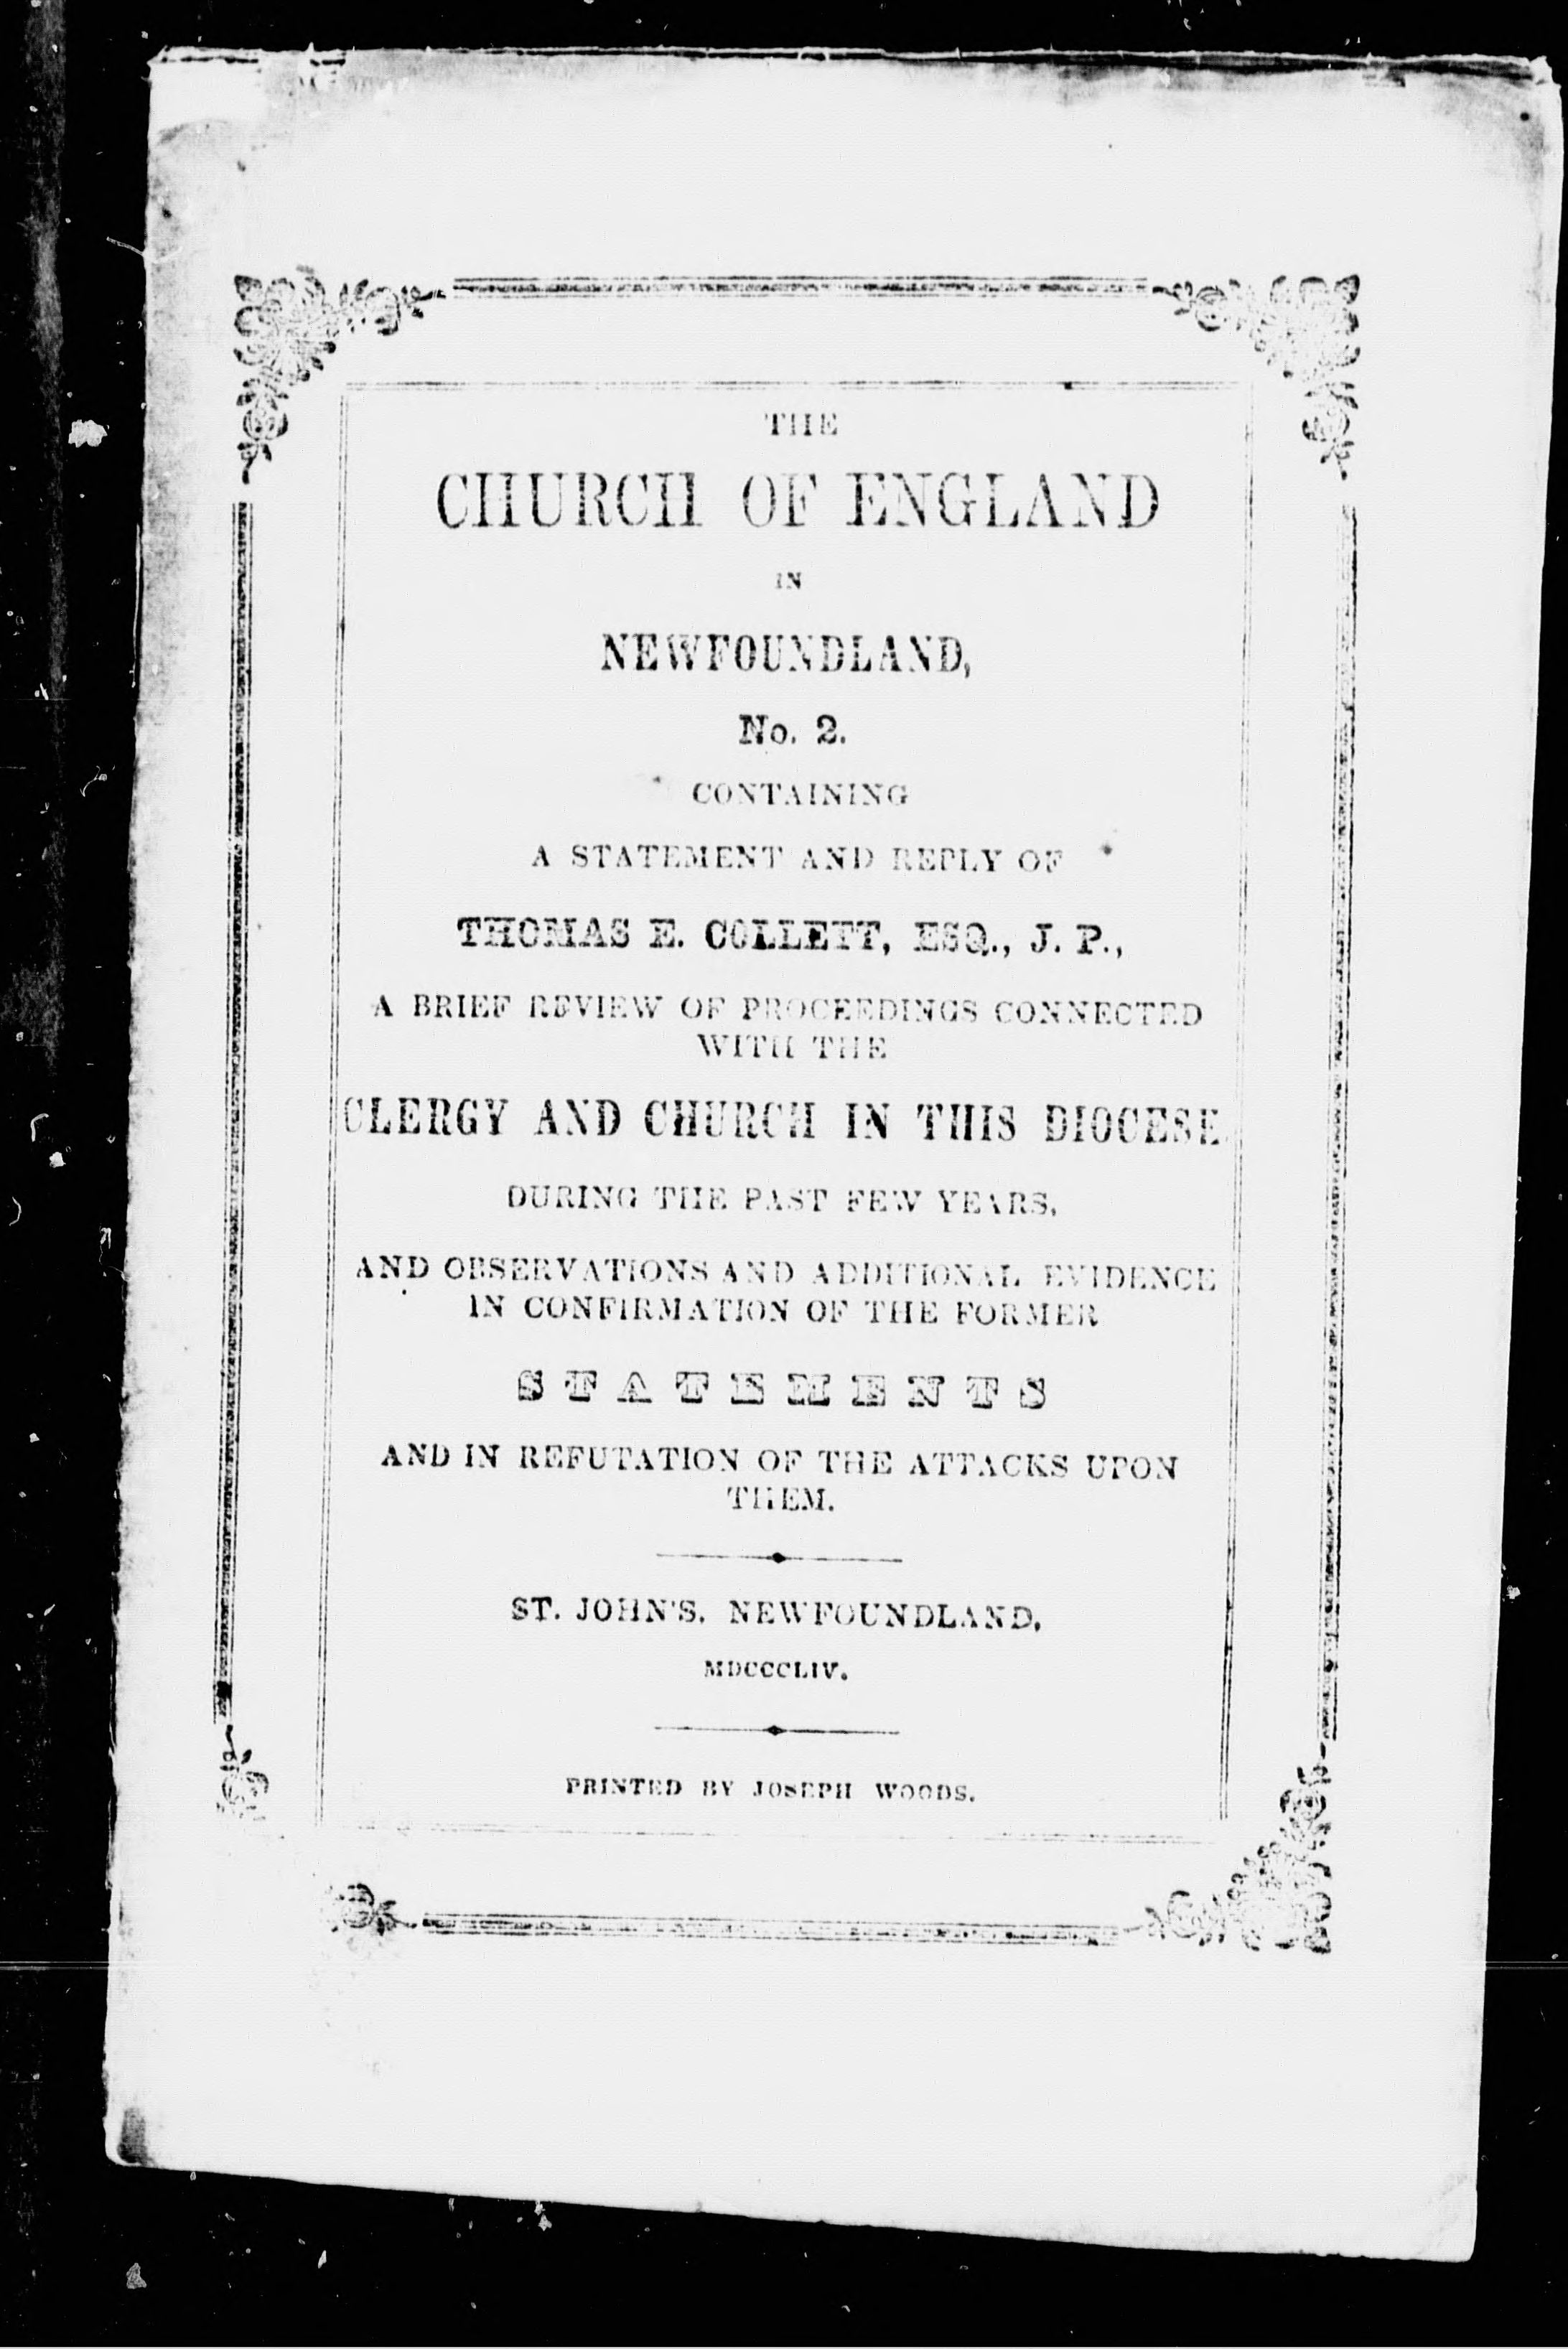 THE
CHURCH OF ENGLAND
IN
NEWFOUNDLAND,
No. 2.
CONTAINING
A STATEMENT AND REPLY OF
THOMAS E. COLLETT, ESQ., J. P.,
A BRIEF REVIEW OF PROCEEDINGS CONNECTED
WITH THE
CLERGY AND CHURCH IN THIS DIOCESE
DURING THE PAST FEW YEARS,
AND OBSERVATIONS AND ADDITIONAL EVIDENCE
IN CONFIRMATION OF THE FORMER
STATEMENTS
AND IN REFUTATION OF THE ATTACKS UPON
THEM.
ST. JOHN'S, NEWFOUNDLAND,
MDCCCLIV.
PRINTED BY JOSEPH WOODS.